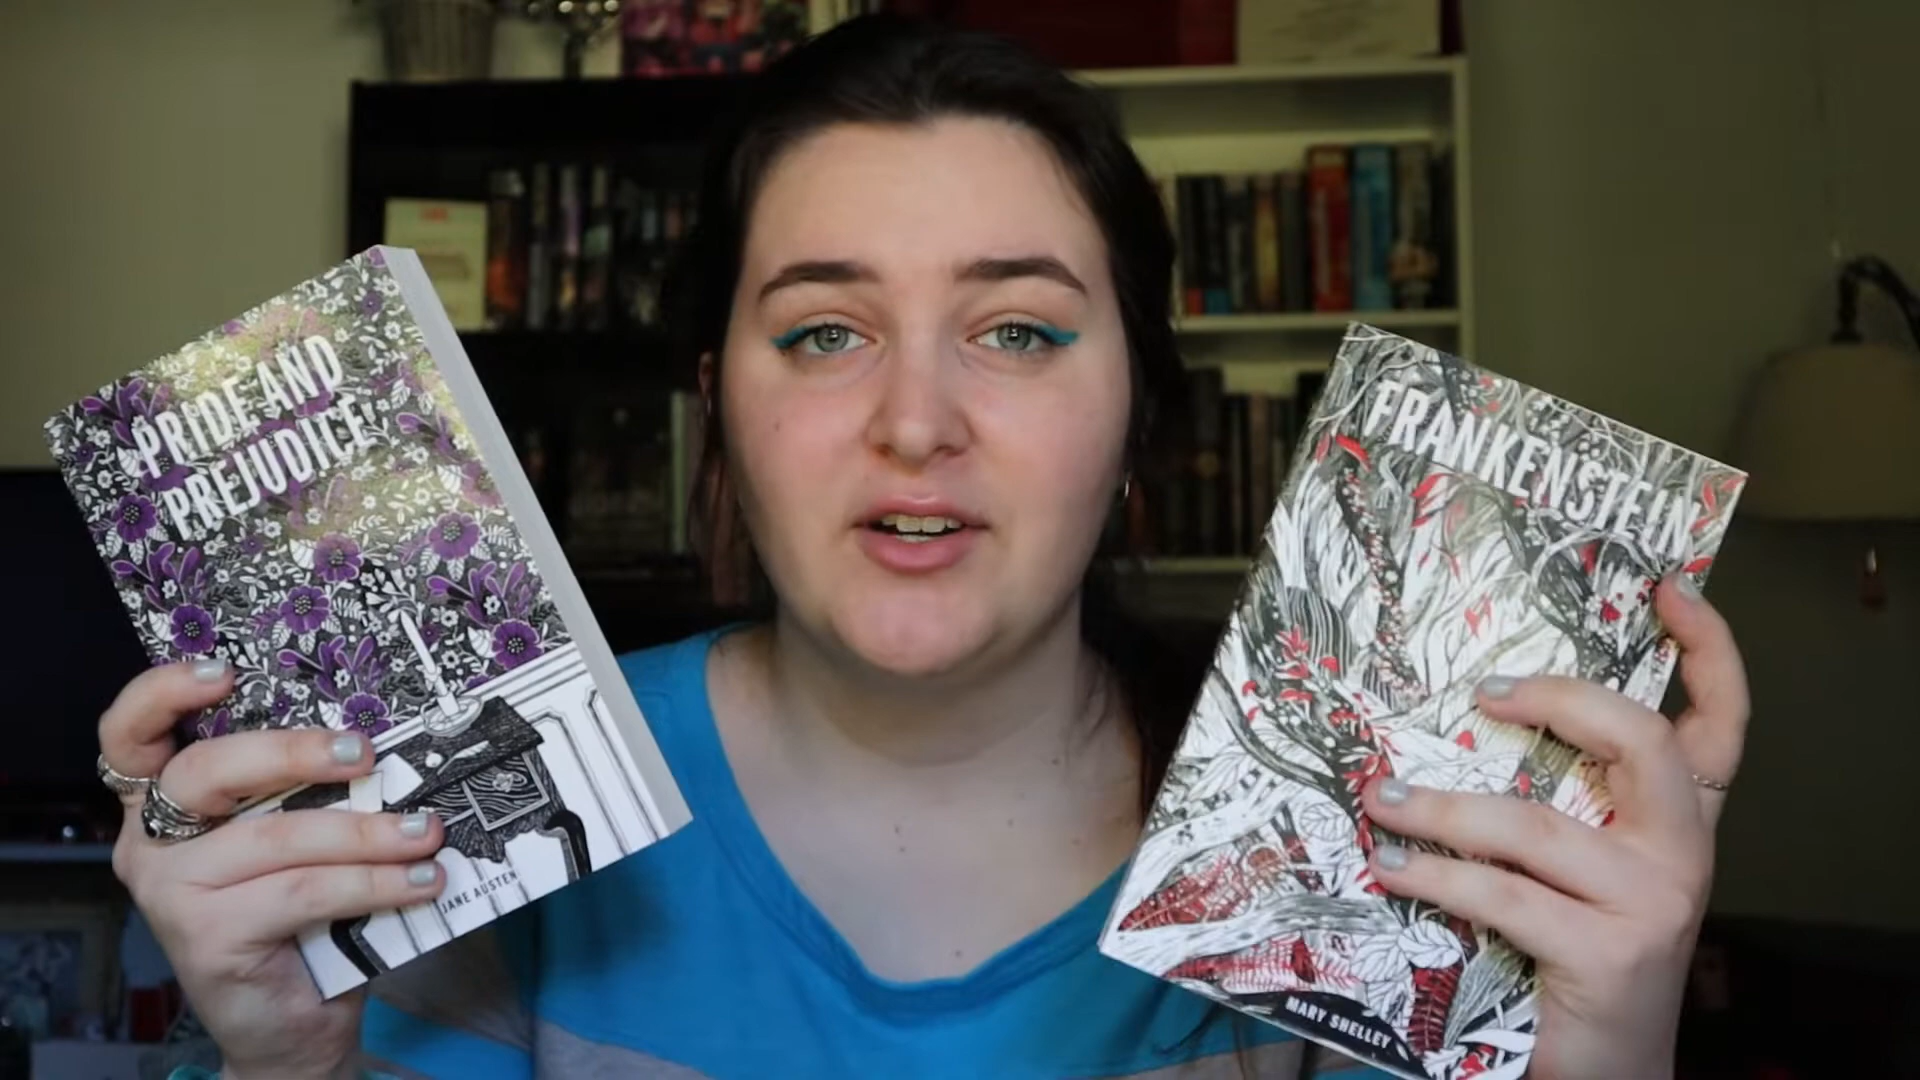 PRIDE AND
PREJUDICE
JANE AUSTEN
FRANKENSTEIN
MARY SHELLEY